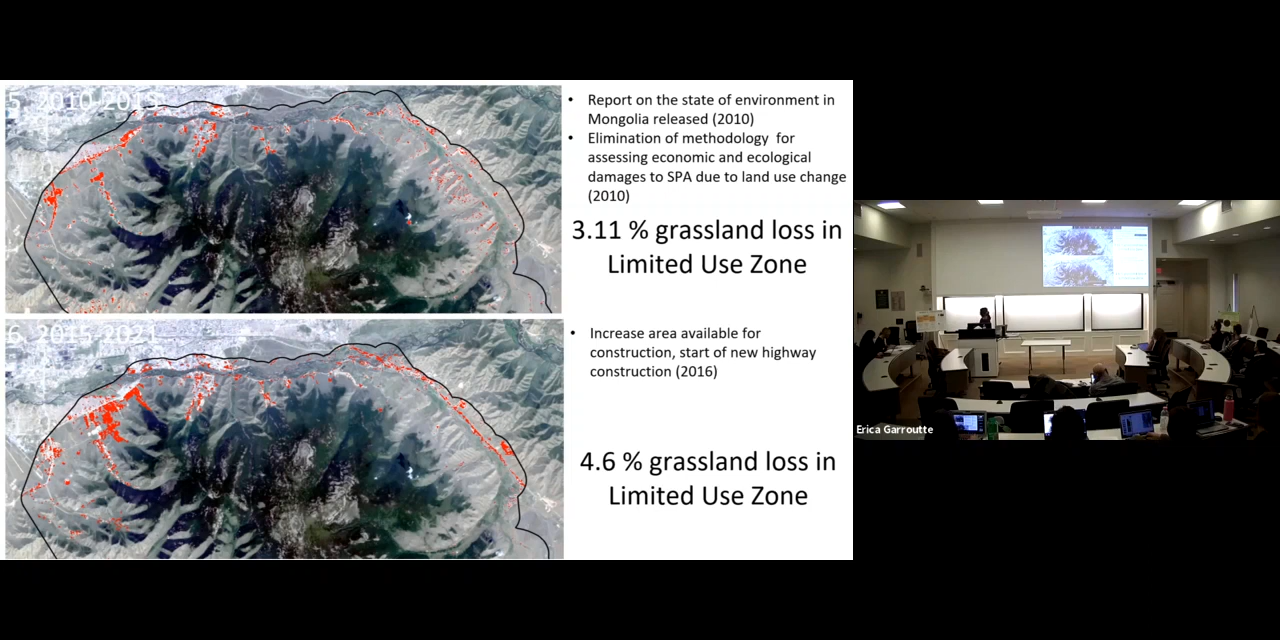 5. 2010-2015
• Report on the state of environment in
Mongolia released (2010)
• Elimination of methodology for
assessing economic and ecological
damages to SPA due to land use change
(2010)
3.11 % grassland loss in
Limited Use Zone
6. 2015-2021
• Increase area available for
construction, start of new highway
construction (2016)
4.6 % grassland loss in
Limited Use Zone
Erica Garroutte